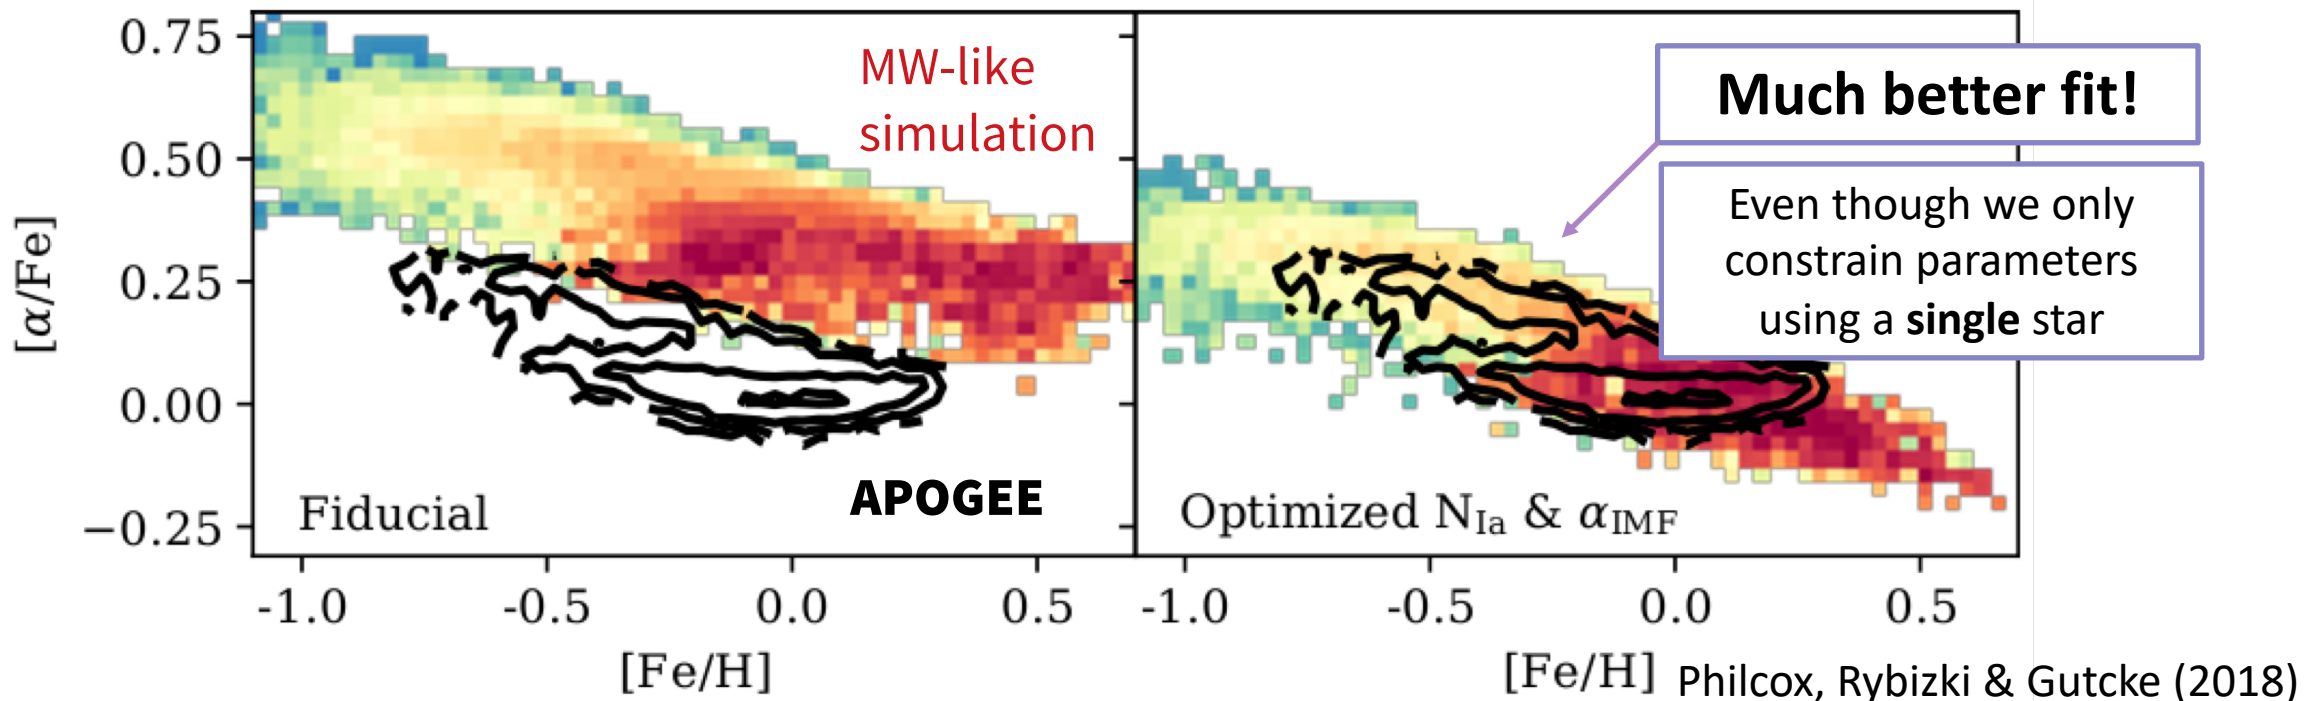 0.75
0.50
0.25
0.00
−0.25
[α/Fe]
MW-like
simulation
APOGEE
Fiducial
-1.0 -0.5 0.0 0.5
[Fe/H]
Much better fit!
Even though we only
constrain parameters
using a single star
Optimized N_Ia & α_IMF
-1.0 -0.5 0.0 0.5
[Fe/H]
Philcox, Rybizki & Gutcke (2018)